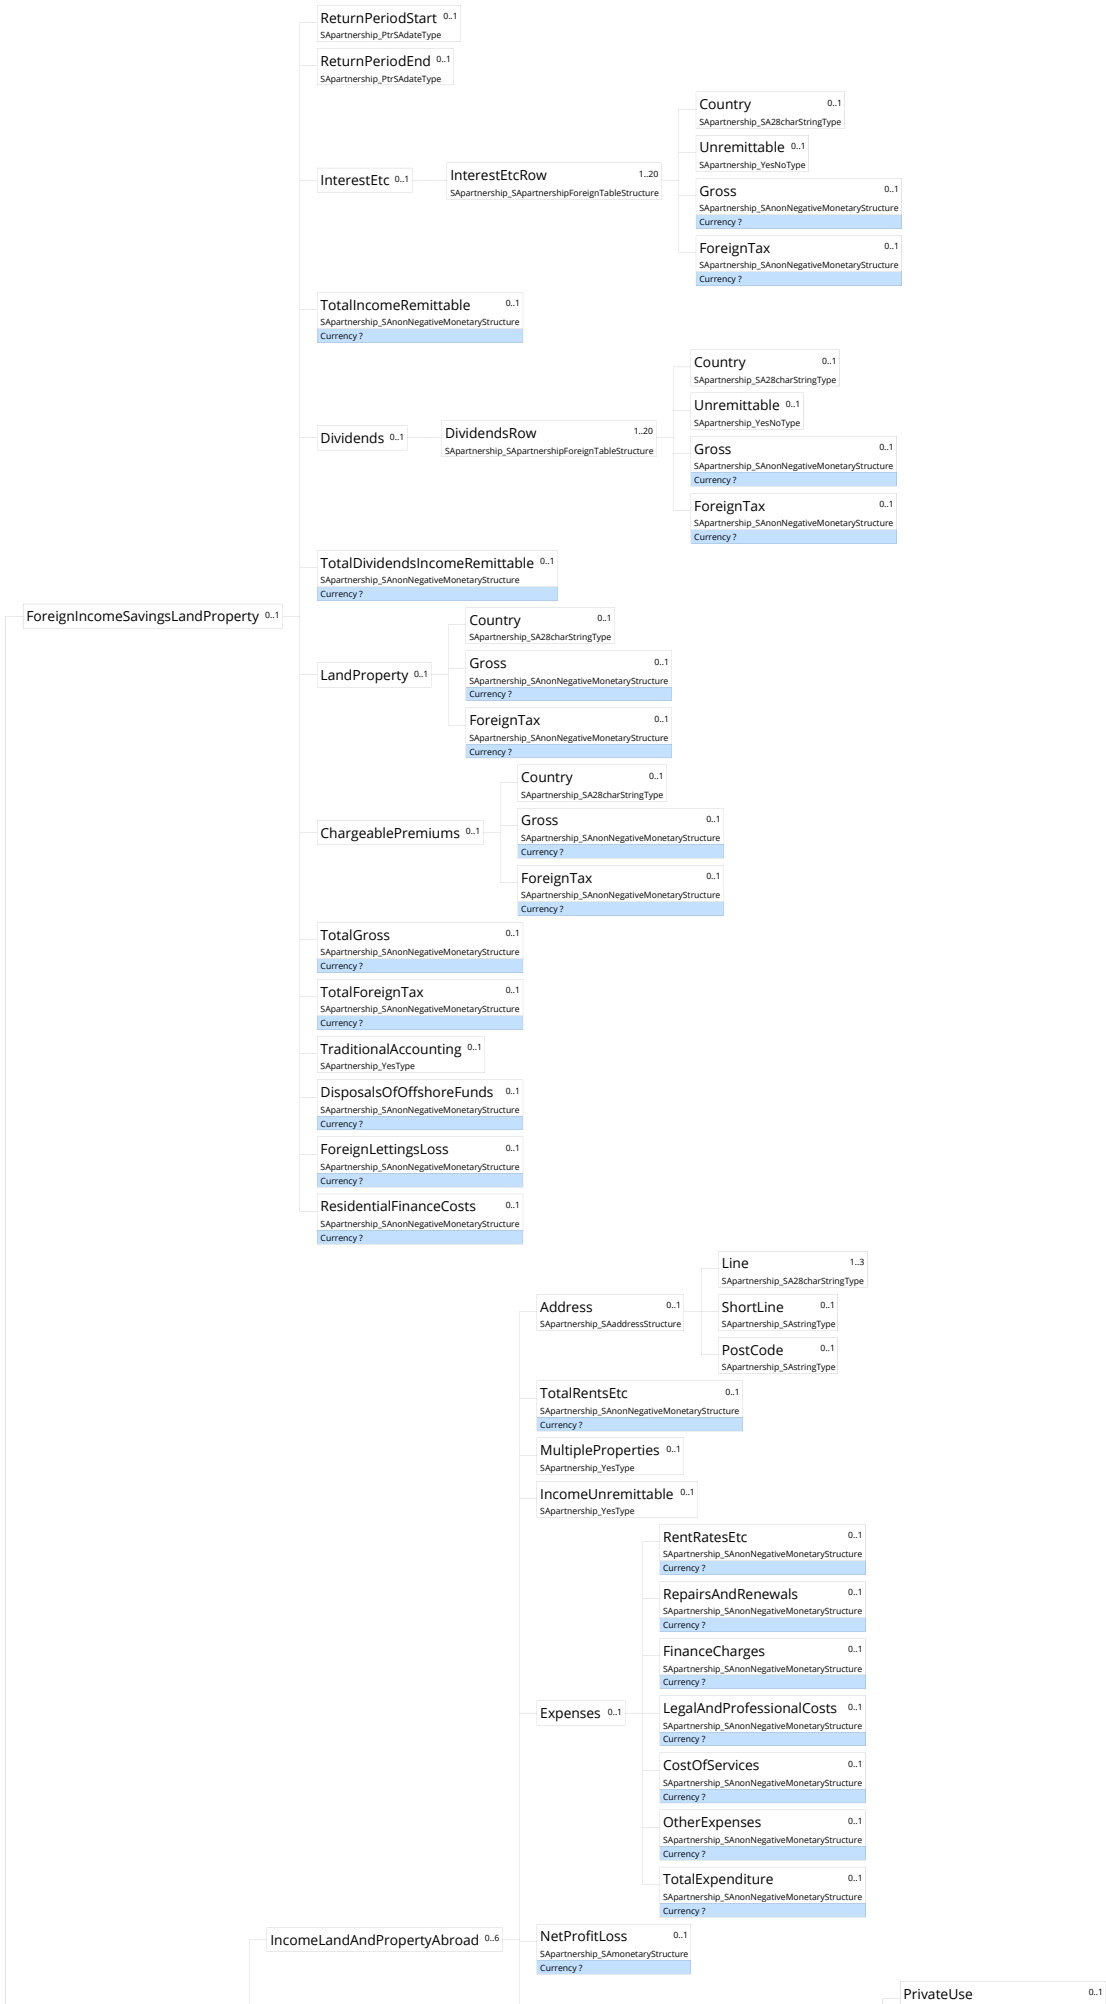 ReturnPeriodStart 0..1
SApartnership_PtrSAdateType
ReturnPeriodEnd 0..1
SApartnership_PtrSAdateType
Country 0..1
SApartnership_SA28charStringType
Unremittable 0..1
SApartnership_YesNoType
InterestEtc 0..1
InterestEtcRow 1..20
SApartnership_SApartnershipForeignTableStructure
Gross 0..1
SApartnership_SAnonNegativeMonetaryStructure
Currency ?
ForeignTax 0..1
SApartnership_SAnonNegativeMonetaryStructure
Currency ?
TotalIncomeRemittable 0..1
SApartnership_SAnonNegativeMonetaryStructure
Currency ?
Country 0..1
SApartnership_SA28charStringType
Unremittable 0..1
SApartnership_YesNoType
Dividends 0..1
DividendsRow 1..20
SApartnership_SApartnershipForeignTableStructure
Gross 0..1
SApartnership_SAnonNegativeMonetaryStructure
Currency ?
ForeignTax 0..1
SApartnership_SAnonNegativeMonetaryStructure
Currency ?
TotalDividendsIncomeRemittable 0..1
SApartnership_SAnonNegativeMonetaryStructure
Currency ?
ForeignIncomeSavingsLandProperty 0..1
Country 0..1
SApartnership_SA28charStringType
LandProperty 0..1
Gross 0..1
SApartnership_SAnonNegativeMonetaryStructure
Currency ?
ForeignTax 0..1
SApartnership_SAnonNegativeMonetaryStructure
Currency ?
Country 0..1
SApartnership_SA28charStringType
ChargeablePremiums 0..1
Gross 0..1
SApartnership_SAnonNegativeMonetaryStructure
Currency ?
ForeignTax 0..1
SApartnership_SAnonNegativeMonetaryStructure
Currency ?
TotalGross 0..1
SApartnership_SAnonNegativeMonetaryStructure
Currency ?
TotalForeignTax 0..1
SApartnership_SAnonNegativeMonetaryStructure
Currency ?
TraditionalAccounting 0..1
SApartnership_YesType
DisposalsOfOffshoreFunds 0..1
SApartnership_SAnonNegativeMonetaryStructure
Currency ?
ForeignLettingsLoss 0..1
SApartnership_SAnonNegativeMonetaryStructure
Currency ?
ResidentialFinanceCosts 0..1
SApartnership_SAnonNegativeMonetaryStructure
Currency ?
Line 1..3
SApartnership_SA28charStringType
Address 0..1
SApartnership_SAaddressStructure
ShortLine 0..1
SApartnership_SAstringType
PostCode 0..1
SApartnership_SAstringType
TotalRentsEtc 0..1
SApartnership_SAnonNegativeMonetaryStructure
Currency ?
MultipleProperties 0..1
SApartnership_YesType
IncomeUnremittable 0..1
SApartnership_YesType
RentRatesEtc 0..1
SApartnership_SAnonNegativeMonetaryStructure
Currency ?
RepairsAndRenewals 0..1
SApartnership_SAnonNegativeMonetaryStructure
Currency ?
FinanceCharges 0..1
SApartnership_SAnonNegativeMonetaryStructure
Currency ?
Expenses 0..1
LegalAndProfessionalCosts 0..1
SApartnership_SAnonNegativeMonetaryStructure
Currency ?
CostOfServices 0..1
SApartnership_SAnonNegativeMonetaryStructure
Currency ?
OtherExpenses 0..1
SApartnership_SAnonNegativeMonetaryStructure
Currency ?
TotalExpenditure 0..1
SApartnership_SAnonNegativeMonetaryStructure
Currency ?
IncomeLandAndPropertyAbroad 0..6
NetProfitLoss 0..1
SApartnership_SAmonetaryStructure
Currency ?
PrivateUse 0..1